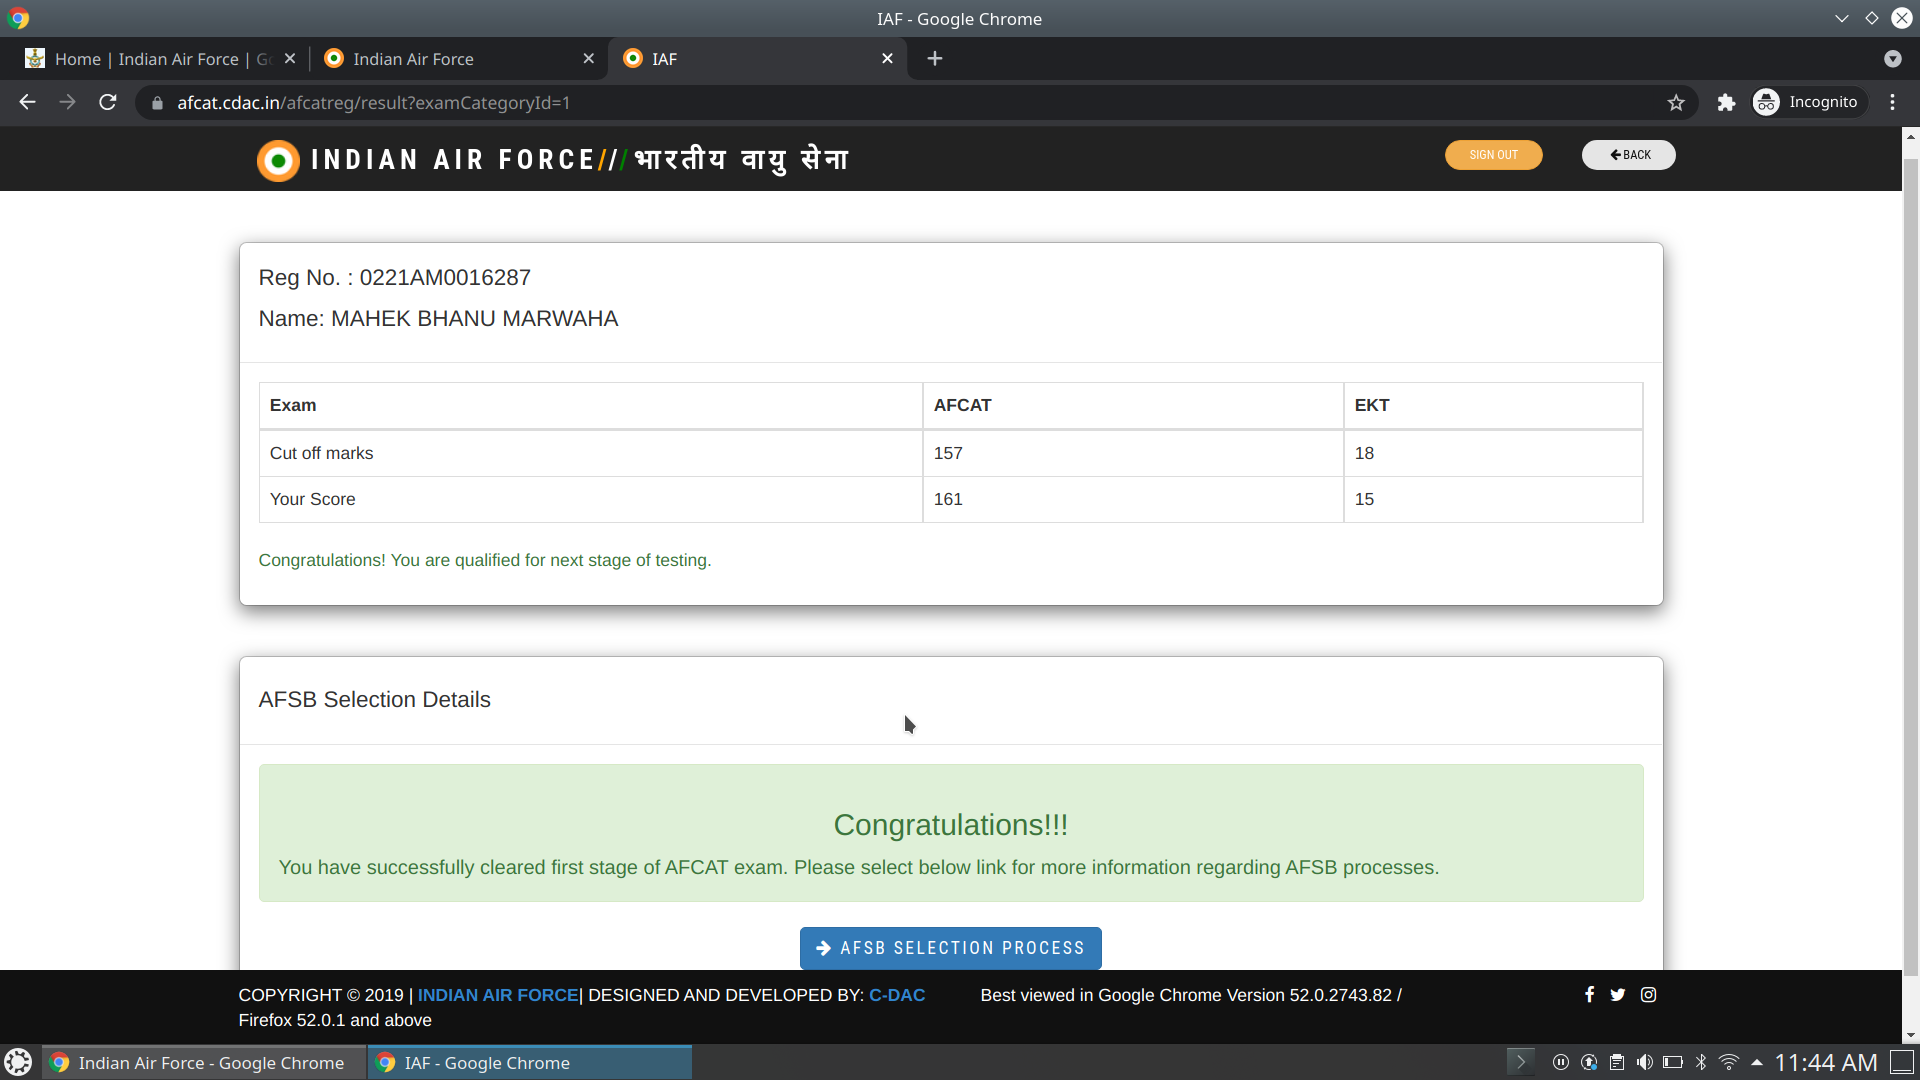 IAF - Google Chrome
Home | Indian Air Force | Go
Indian Air Force
IAF
afcat.cdac.in/afcatreg/result?examCategoryId=1
Incognito
INDIAN AIR FORCE///भारतीय वायु सेना
SIGN OUT
BACK
Reg No. : 0221AM0016287
Name: MAHEK BHANU MARWAHA
Exam AFCAT EKT
Cut off marks 157 18
Your Score 161 15
Congratulations! You are qualified for next stage of testing.
AFSB Selection Details
Congratulations!!!
You have successfully cleared first stage of AFCAT exam. Please select below link for more information regarding AFSB processes.
AFSB SELECTION PROCESS
COPYRIGHT © 2019 | INDIAN AIR FORCE| DESIGNED AND DEVELOPED BY: C-DAC Best viewed in Google Chrome Version 52.0.2743.82 /
Firefox 52.0.1 and above
Indian Air Force - Google Chrome
IAF - Google Chrome
11:44 AM